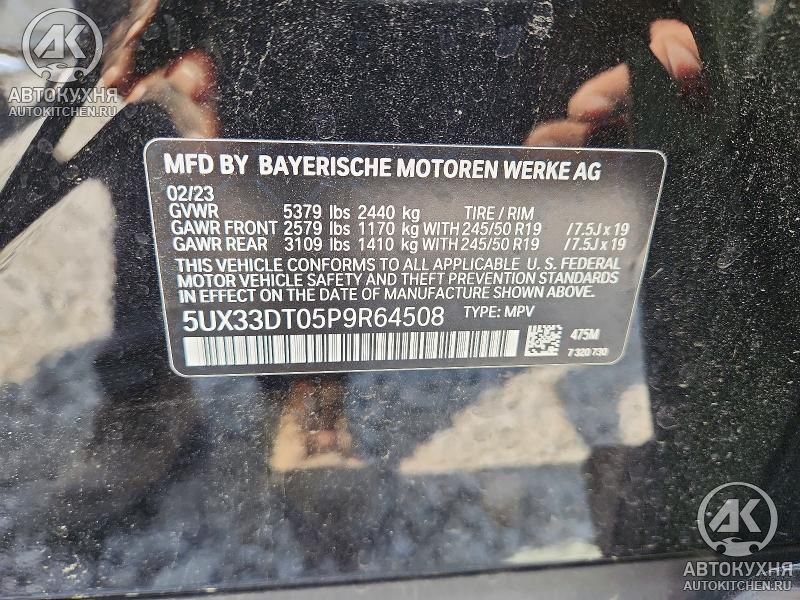 AK
АВТОКУХНЯ
AUTOKITCHEN.RU
MFD BY BAYERISCHE MOTOREN WERKE AG
02/23
GVWR 5379 lbs 2440 kg TIRE / RIM
GAWR FRONT 2579 lbs 1170 kg WITH 245/50 R19 /7.5J x 19
GAWR REAR 3109 lbs 1410 kg WITH 245/50 R19 /7.5J x 19
THIS VEHICLE CONFORMS TO ALL APPLICABLE U.S. FEDERAL
MOTOR VEHICLE SAFETY AND THEFT PREVENTION STANDARDS
IN EFFECT ON THE DATE OF MANUFACTURE SHOWN ABOVE.
5UX33DT05P9R64508 TYPE: MPV
475M
7 320 730
AK
АВТОКУХНЯ
AUTOKITCHEN.RU